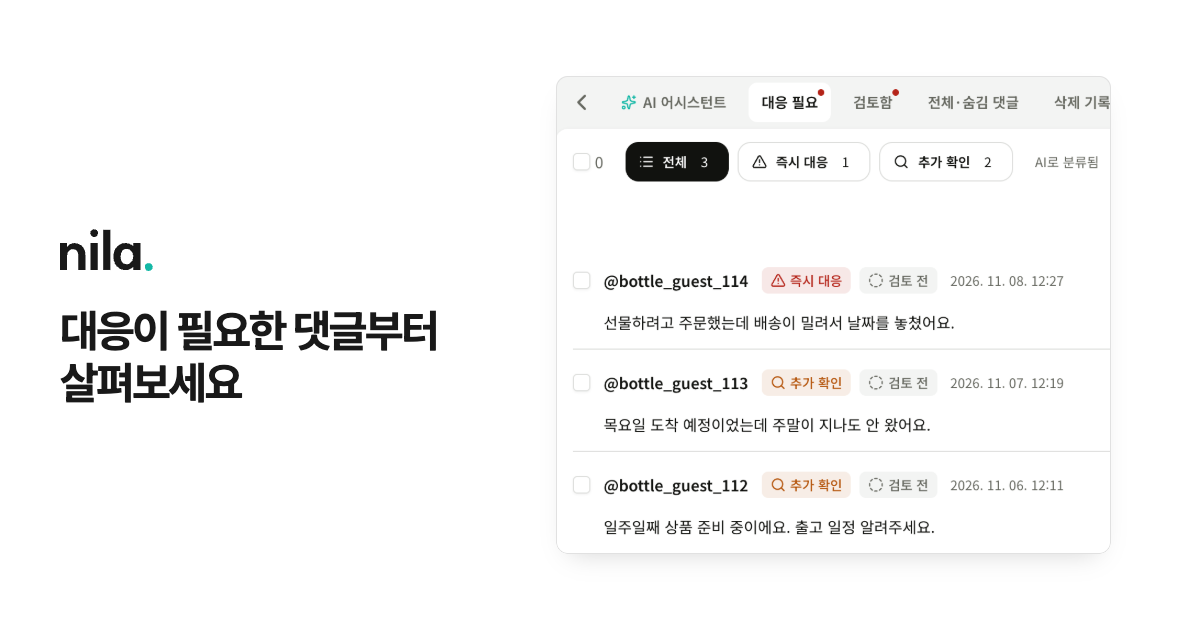 nila.
대응이 필요한 댓글부터
살펴보세요
AI 어시스턴트 대응 필요 검토함 전체·숨김 댓글 삭제 기록
0 전체 3 즉시 대응 1 추가 확인 2 AI로 분류됨
@bottle_guest_114 즉시 대응 검토 전 2026. 11. 08. 12:27
선물하려고 주문했는데 배송이 밀려서 날짜를 놓쳤어요.
@bottle_guest_113 추가 확인 검토 전 2026. 11. 07. 12:19
목요일 도착 예정이었는데 주말이 지나도 안 왔어요.
@bottle_guest_112 추가 확인 검토 전 2026. 11. 06. 12:11
일주일째 상품 준비 중이에요. 출고 일정 알려주세요.